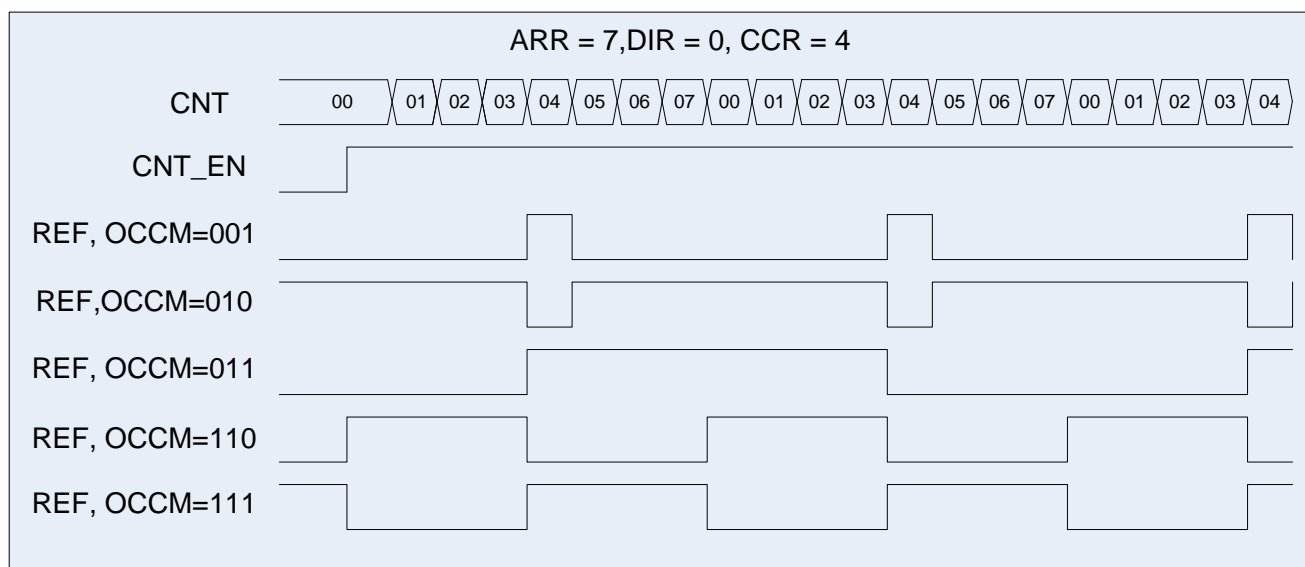 ARR = 7,DIR = 0, CCR = 4
CNT 00 01 02 03 04 05 06 07 00 01 02 03 04 05 06 07 00 01 02 03 04
CNT_EN
REF, OCCM=001
REF,OCCM=010
REF, OCCM=011
REF, OCCM=110
REF, OCCM=111